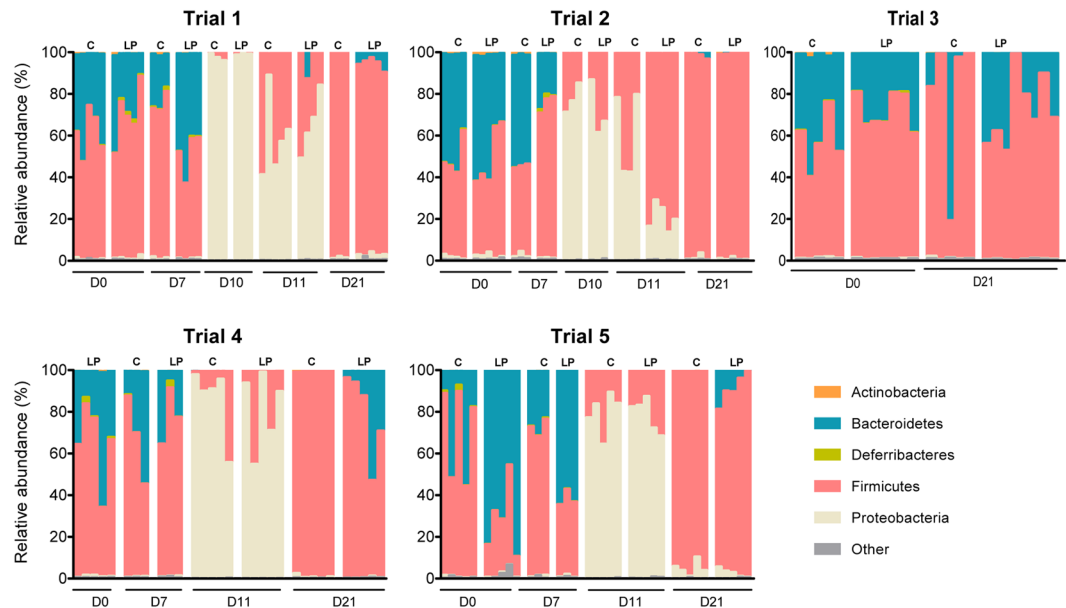 Trial 1
Relative abundance (%)
C LP C LP C LP C LP C LP
100
80
60
40
20
0
D0 D7 D10 D11 D21
Trial 2
C LP C LP C LP C LP C LP
100
80
60
40
20
0
D0 D7 D10 D11 D21
Trial 3
C LP C LP
100
80
60
40
20
0
D0 D21
Trial 4
Relative abundance (%)
LP C LP C LP C LP
100
80
60
40
20
0
D0 D7 D11 D21
Trial 5
C LP C LP C LP C LP
100
80
60
40
20
0
D0 D7 D11 D21
Actinobacteria
Bacteroidetes
Deferribacteres
Firmicutes
Proteobacteria
Other